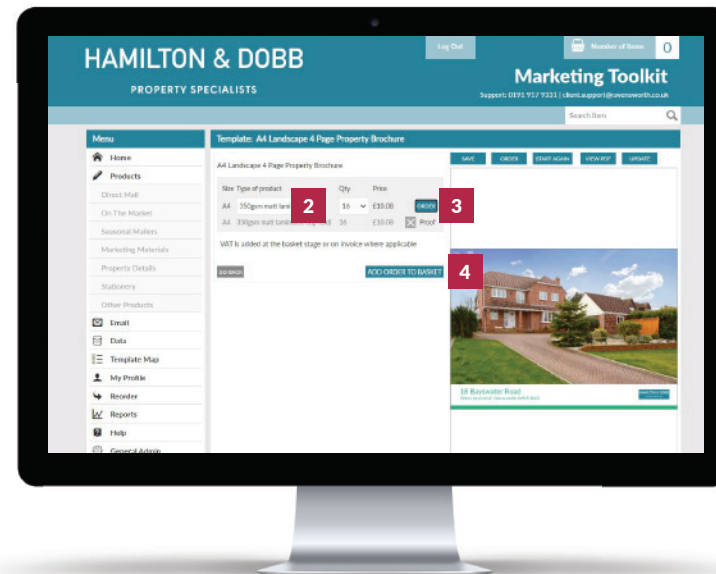 HAMILTON & DOBB
PROPERTY SPECIALISTS
Log Out
Number of Items 0
Marketing Toolkit
Support: 0191 917 9331 | client.support@ravensworth.co.uk
Search Item
Menu
Home
Products
Direct Mail
On The Market
Seasonal Mailers
Marketing Materials
Property Details
Stationery
Other Products
Email
Data
Template Map
My Profile
Reorder
Reports
Help
General Admin
Template: A4 Landscape 4 Page Property Brochure
A4 Landscape 4 Page Property Brochure
Size Type of product Qty Price
A4 350gsm matt 2 16 £10.08 ORDER 3
A4 350gsm matt 16 £10.08 Proof
VAT is added at the basket stage or on invoice where applicable
GO BACK ADD ORDER TO BASKET 4
SAVE ORDER START AGAIN VIEW PDF UPDATE
18 Bayswater Road